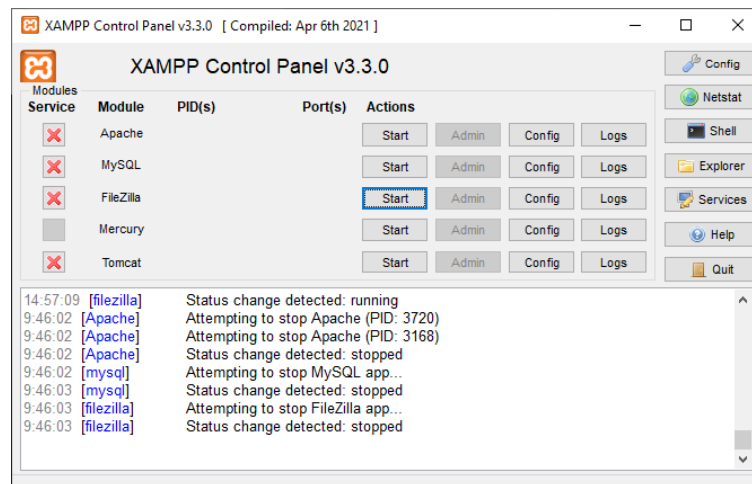 XAMPP Control Panel v3.3.0 [ Compiled: Apr 6th 2021 ]
XAMPP Control Panel v3.3.0
Config
Modules
Service Module PID(s) Port(s) Actions
Netstat
Apache Start Admin Config Logs
Shell
MySQL Start Admin Config Logs
Explorer
FileZilla Start Admin Config Logs
Services
Mercury Start Admin Config Logs
Help
Tomcat Start Admin Config Logs
Quit
14:57:09 [filezilla] Status change detected: running
9:46:02 [Apache] Attempting to stop Apache (PID: 3720)
9:46:02 [Apache] Attempting to stop Apache (PID: 3168)
9:46:02 [Apache] Status change detected: stopped
9:46:02 [mysql] Attempting to stop MySQL app...
9:46:03 [mysql] Status change detected: stopped
9:46:03 [filezilla] Attempting to stop FileZilla app...
9:46:03 [filezilla] Status change detected: stopped